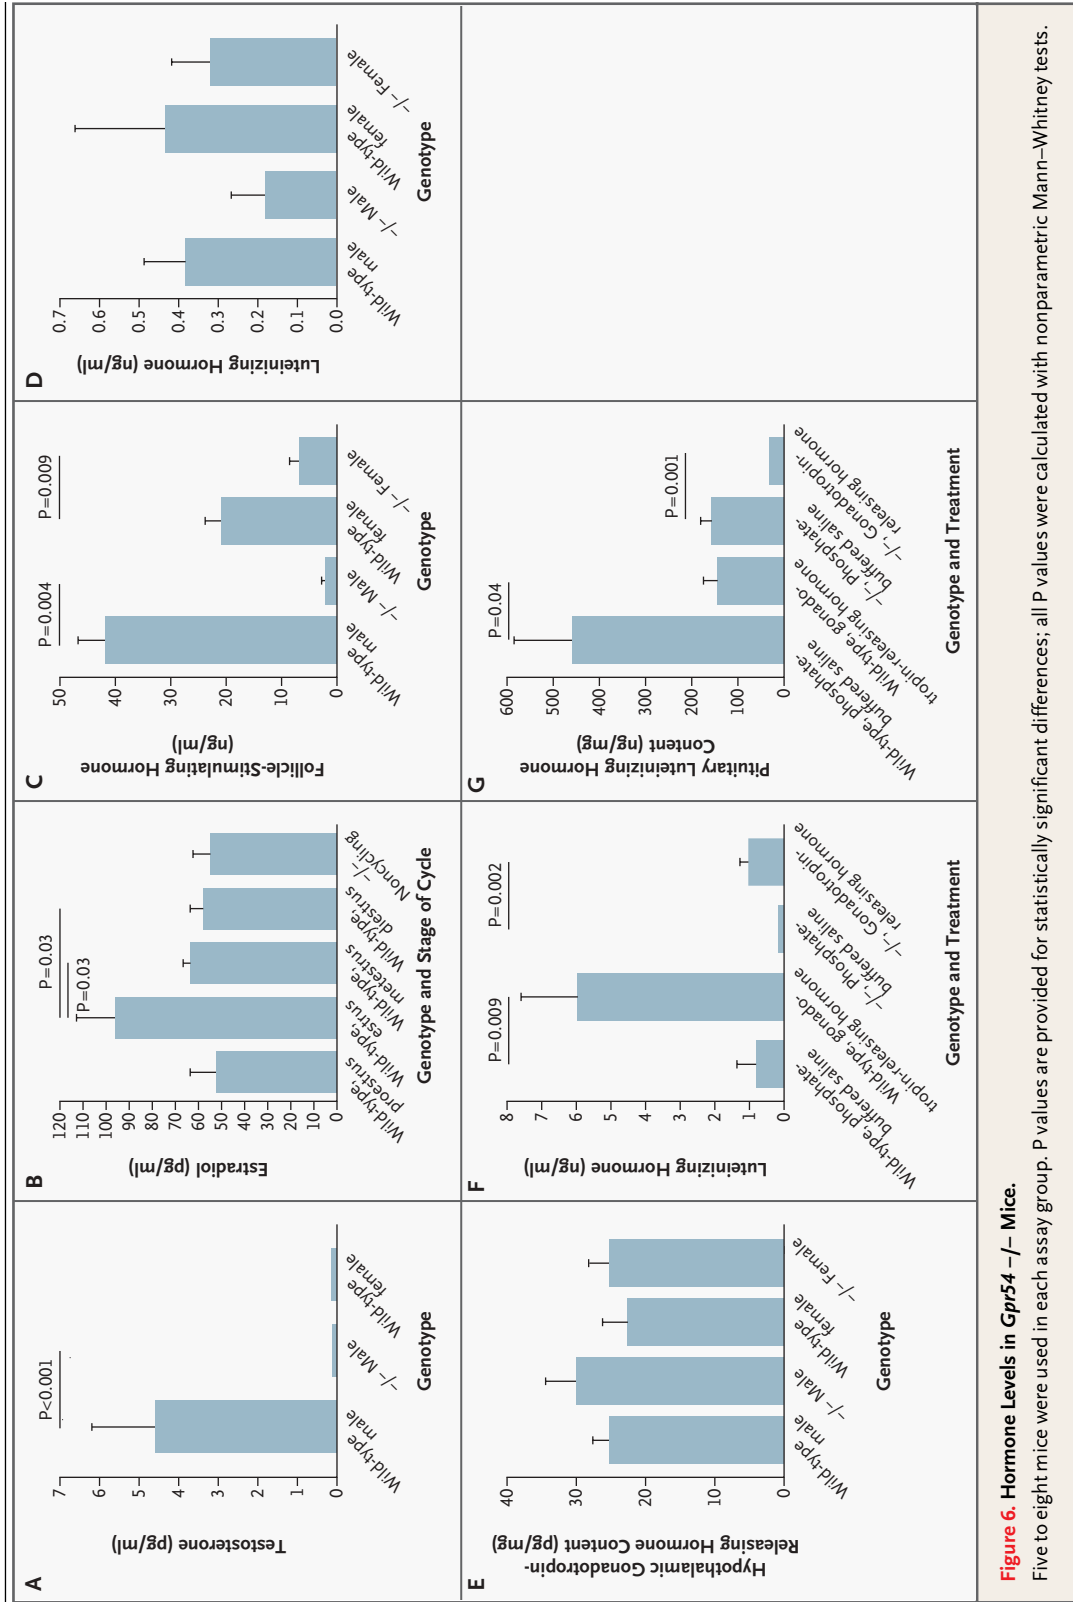 A
Testosterone (pg/ml)
7
6
5
4
3
2
1
0
P<0.001
Wild-type
male
−/− Male
Wild-type
female
Genotype
B
Estradiol (pg/ml)
120
110
100
90
80
70
60
50
40
30
20
10
0
P=0.03
P=0.03
Wild-type,
proestrus
Wild-type,
estrus
Wild-type,
metestrus
Wild-type,
diestrus
−/−
Noncycling
Genotype and Stage of Cycle
C
Follicle-Stimulating Hormone
(ng/ml)
50
40
30
20
10
0
P=0.004
P=0.009
Wild-type
male
−/− Male
Wild-type
female
−/− Female
Genotype
D
Luteinizing Hormone (ng/ml)
0.7
0.6
0.5
0.4
0.3
0.2
0.1
0.0
Wild-type
male
−/− Male
Wild-type
female
−/− Female
Genotype
E
Hypothalamic Gonadotropin-
Releasing Hormone Content (pg/mg)
40
30
20
10
0
Wild-type
male
−/− Male
Wild-type
female
−/− Female
Genotype
F
Luteinizing Hormone (ng/ml)
8
7
6
5
4
3
2
1
0
P=0.009
P=0.002
Wild-type, phosphate-
buffered saline
Wild-type, gonado-
tropin-releasing hormone
−/−, Phosphate-
buffered saline
−/−, Gonadotropin-
releasing hormone
Genotype and Treatment
G
Pituitary Luteinizing Hormone
Content (ng/mg)
600
500
400
300
200
100
0
P=0.04
P=0.001
Wild-type, phosphate-
buffered saline
Wild-type, gonado-
tropin-releasing hormone
−/−, Phosphate-
buffered saline
−/−, Gonadotropin-
releasing hormone
Genotype and Treatment
Figure 6. Hormone Levels in Gpr54 −/− Mice.
Five to eight mice were used in each assay group. P values are provided for statistically significant differences; all P values were calculated with nonparametric Mann–Whitney tests.